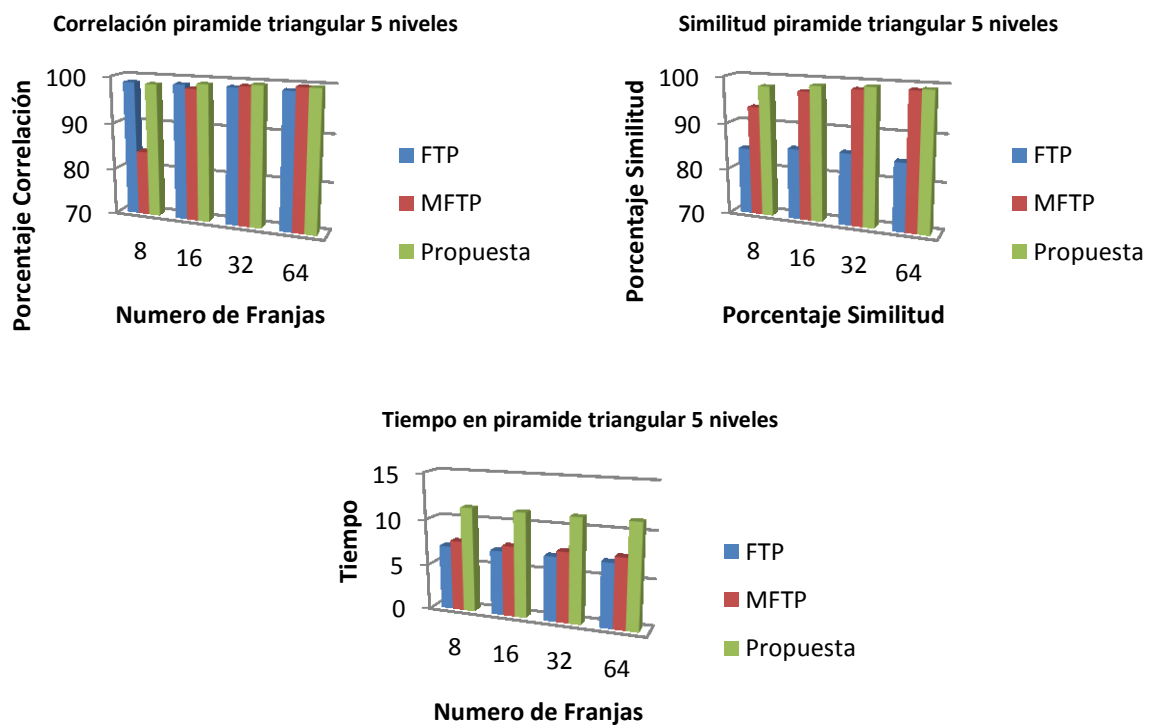 Correlación piramide triangular 5 niveles
Porcentaje Correlación
100
90
80
70
8 16 32 64
Numero de Franjas
FTP
MFTP
Propuesta
Similitud piramide triangular 5 niveles
Porcentaje Similitud
100
90
80
70
8 16 32 64
Porcentaje Similitud
FTP
MFTP
Propuesta
Tiempo en piramide triangular 5 niveles
Tiempo
15
10
5
0
8 16 32 64
Numero de Franjas
FTP
MFTP
Propuesta